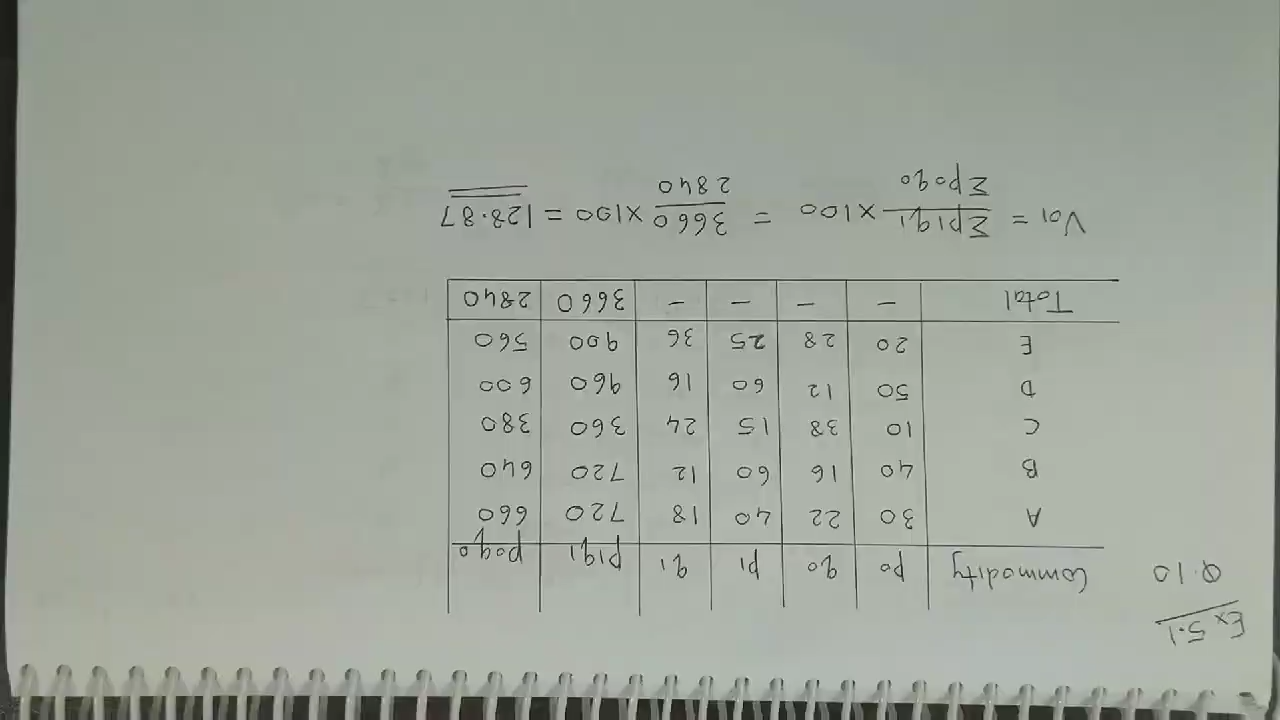 Ex 5.1
Q.10
Commodity p0 q0 p1 q1 p1q1 p0q0
A 30 22 40 18 720 660
B 40 16 60 12 720 640
C 10 38 15 24 360 380
D 50 12 60 16 960 600
E 20 28 25 36 900 560
Total - - - - 3660 2840
V01 = Σp1q1/Σp0q0 ×100 = 3660/2840 ×100 = 128.87